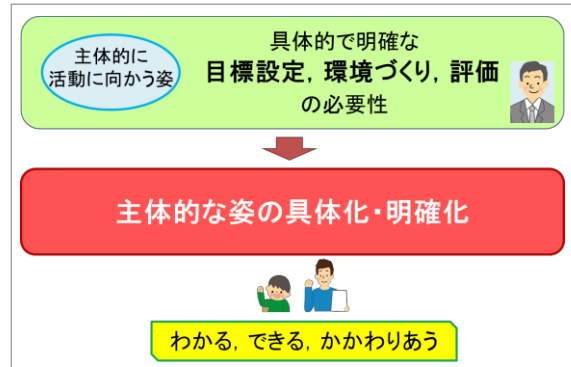 主体的に
活動に向かう姿
具体的で明確な
目標設定，環境づくり，評価
の必要性
主体的な姿の具体化・明確化
わかる，できる，かかわりあう